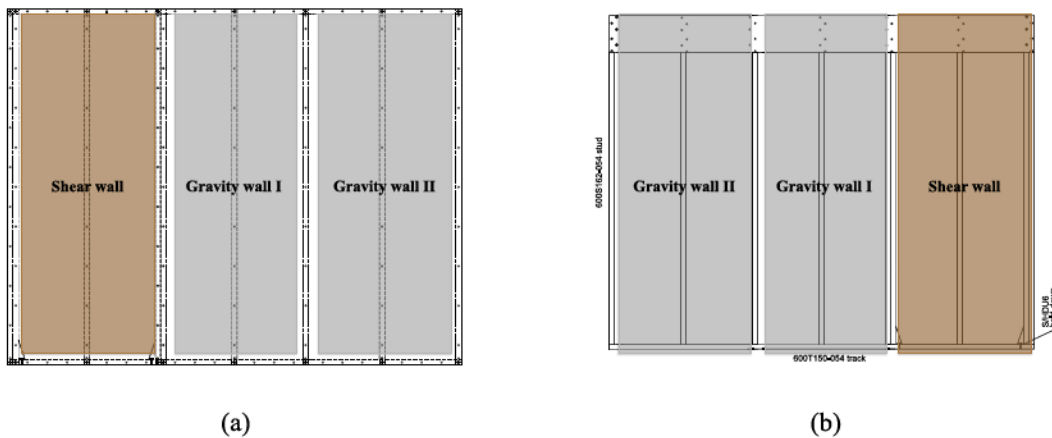 Shear wall
Gravity wall I
Gravity wall II
(a)
600S162-054 stud
Gravity wall II
Gravity wall I
Shear wall
S/HDU6
600T150-054 track
(b)